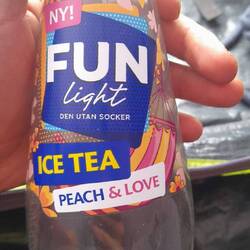 NY!
FUN
light
DEN UTAN SOCKER
ICE TEA
PEACH & LOVE